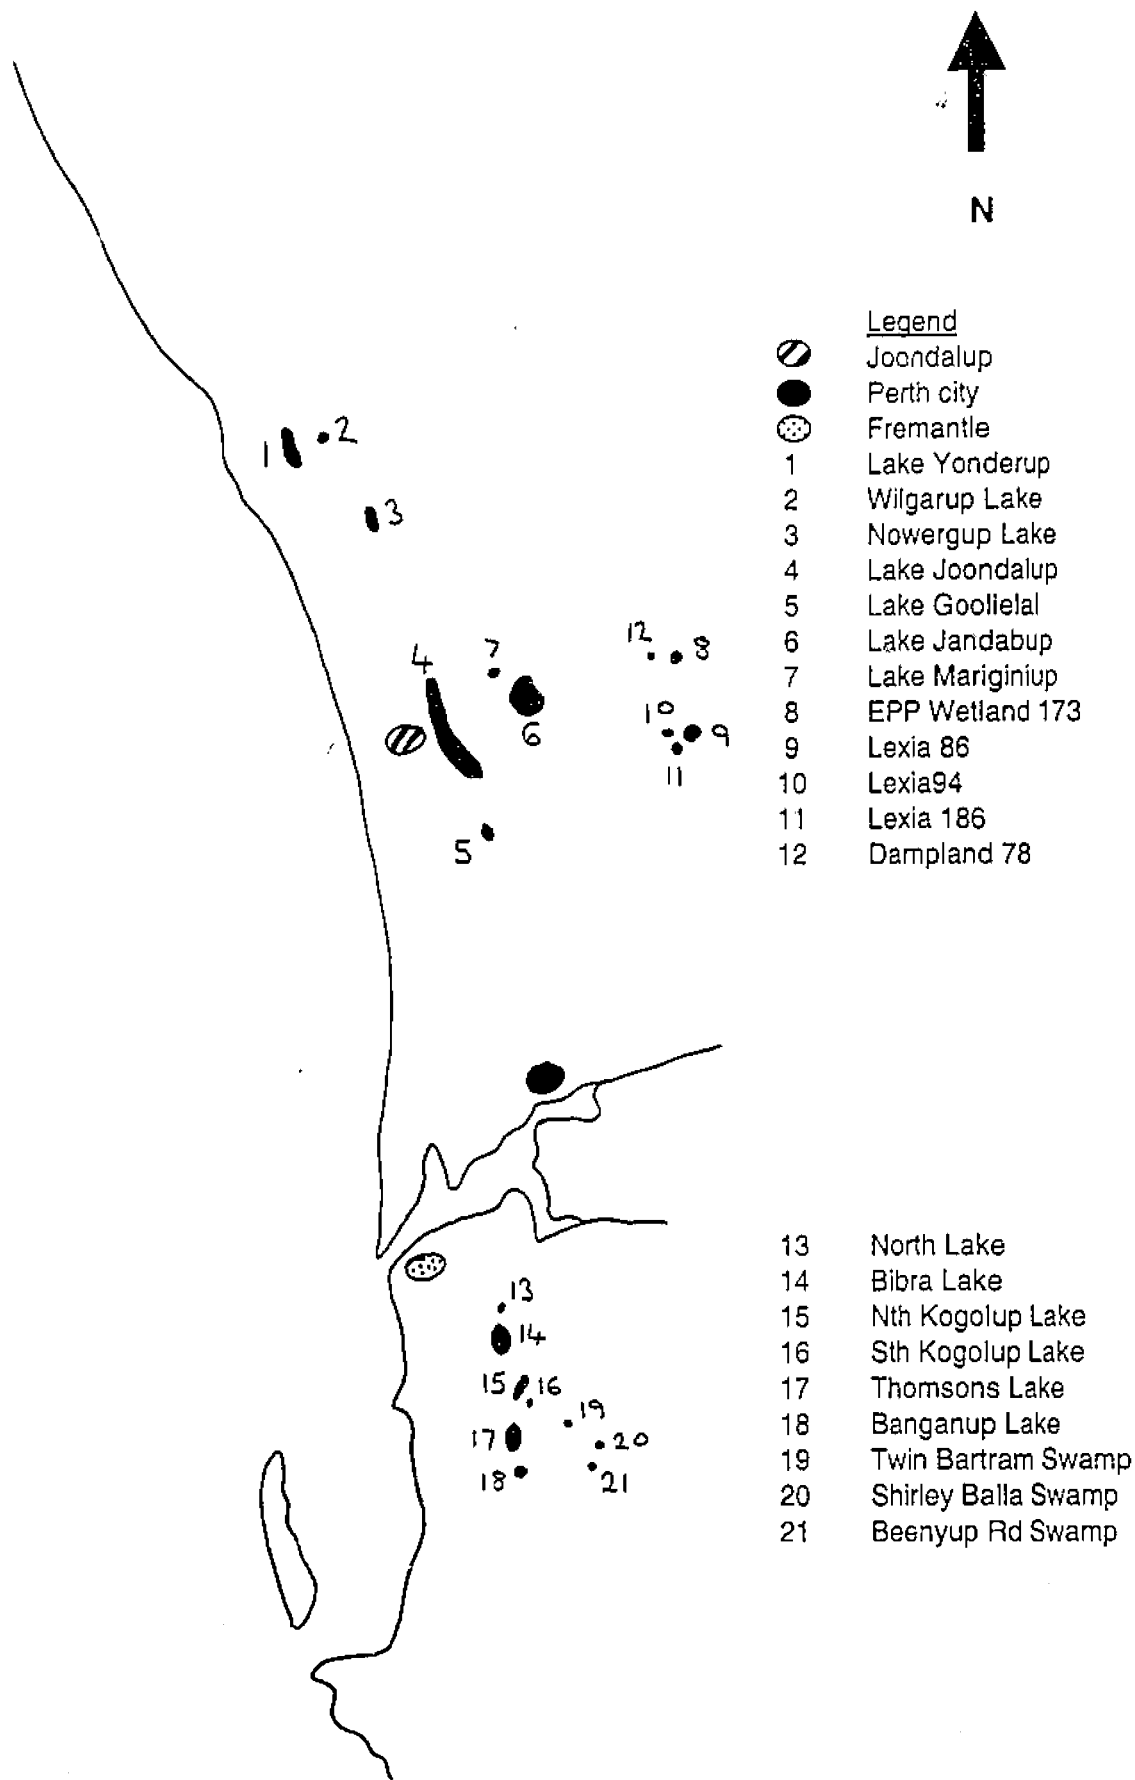 N
Legend
Joondalup
Perth city
Fremantle
1 Lake Yonderup
2 Wilgarup Lake
3 Nowergup Lake
4 Lake Joondalup
5 Lake Goolielal
6 Lake Jandabup
7 Lake Mariginiup
8 EPP Wetland 173
9 Lexia 86
10 Lexia94
11 Lexia 186
12 Dampland 78
1
2
3
12
8
4
7
6
10
9
11
5
13
14
15
16
19
17
20
18
21
13 North Lake
14 Bibra Lake
15 Nth Kogolup Lake
16 Sth Kogolup Lake
17 Thomsons Lake
18 Banganup Lake
19 Twin Bartram Swamp
20 Shirley Balla Swamp
21 Beenyup Rd Swamp